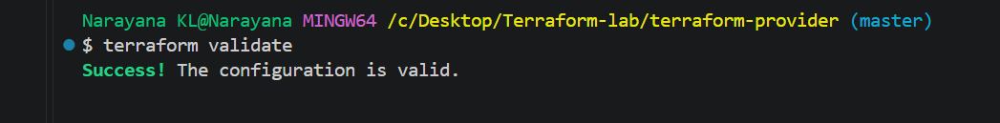 Narayana KL@Narayana MINGW64 /c/Desktop/Terraform-lab/terraform-provider (master)
$ terraform validate
Success! The configuration is valid.